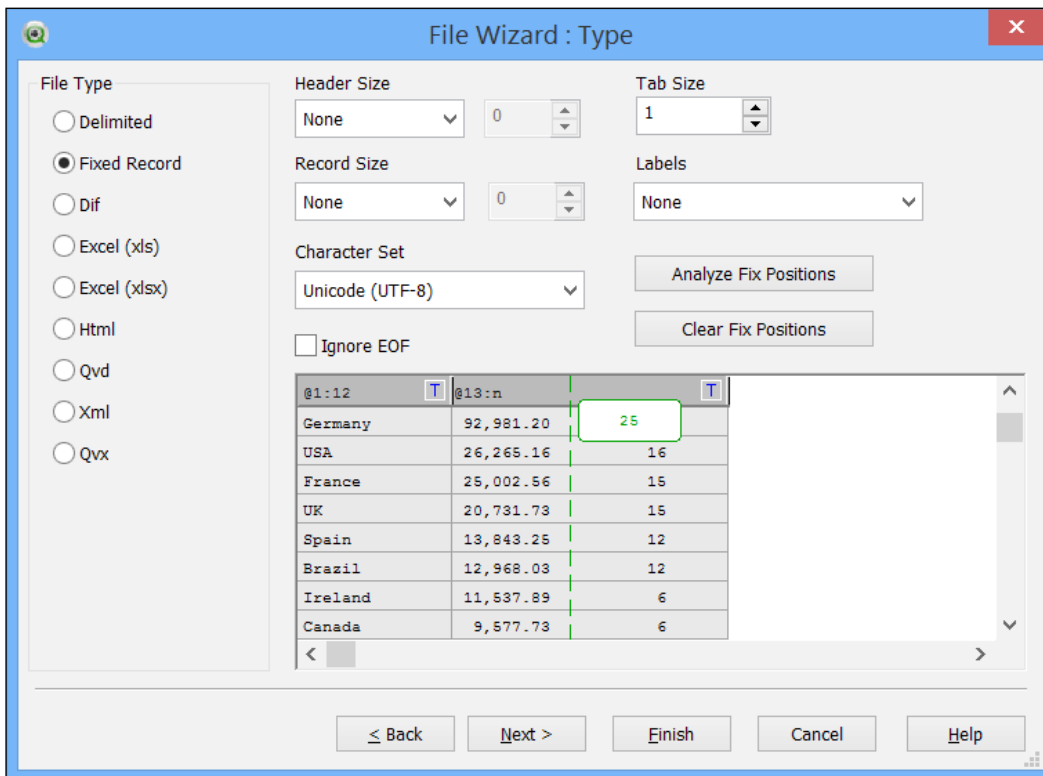 File Wizard : Type
x
File Type
Delimited
Fixed Record
Dif
Excel (xls)
Excel (xlsx)
Html
Qvd
Xml
Qvx
Header Size
None 0
Tab Size
1
Record Size
None 0
Labels
None
Character Set
Unicode (UTF-8)
Analyze Fix Positions
Clear Fix Positions
Ignore EOF
@1:12 T @13:n T
Germany 92,981.20 25
USA 26,265.16 16
France 25,002.56 15
UK 20,731.73 15
Spain 13,843.25 12
Brazil 12,968.03 12
Ireland 11,537.89 6
Canada 9,577.73 6
< Back Next > Finish Cancel Help